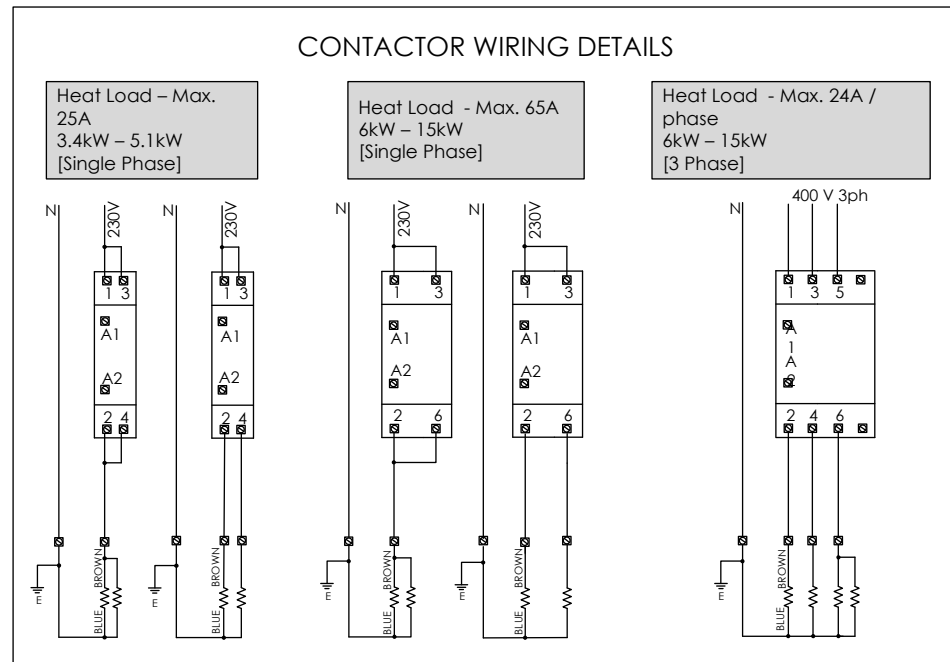 CONTACTOR WIRING DETAILS
Heat Load – Max.
25A
3.4kW – 5.1kW
[Single Phase]
Heat Load - Max. 65A
6kW – 15kW
[Single Phase]
Heat Load - Max. 24A /
phase
6kW – 15kW
[3 Phase]
N
230V
1 3
A1
A2
2 4
BROWN
BLUE
E
N
230V
1 3
A1
A2
2 4
BROWN
BLUE
E
N
230V
1 3
A1
A2
2 6
BROWN
BLUE
E
N
230V
1 3
A1
A2
2 6
BROWN
BLUE
E
N
400 V 3ph
1 3 5
A
1
A
2
2 4 6
BROWN
BLUE
E